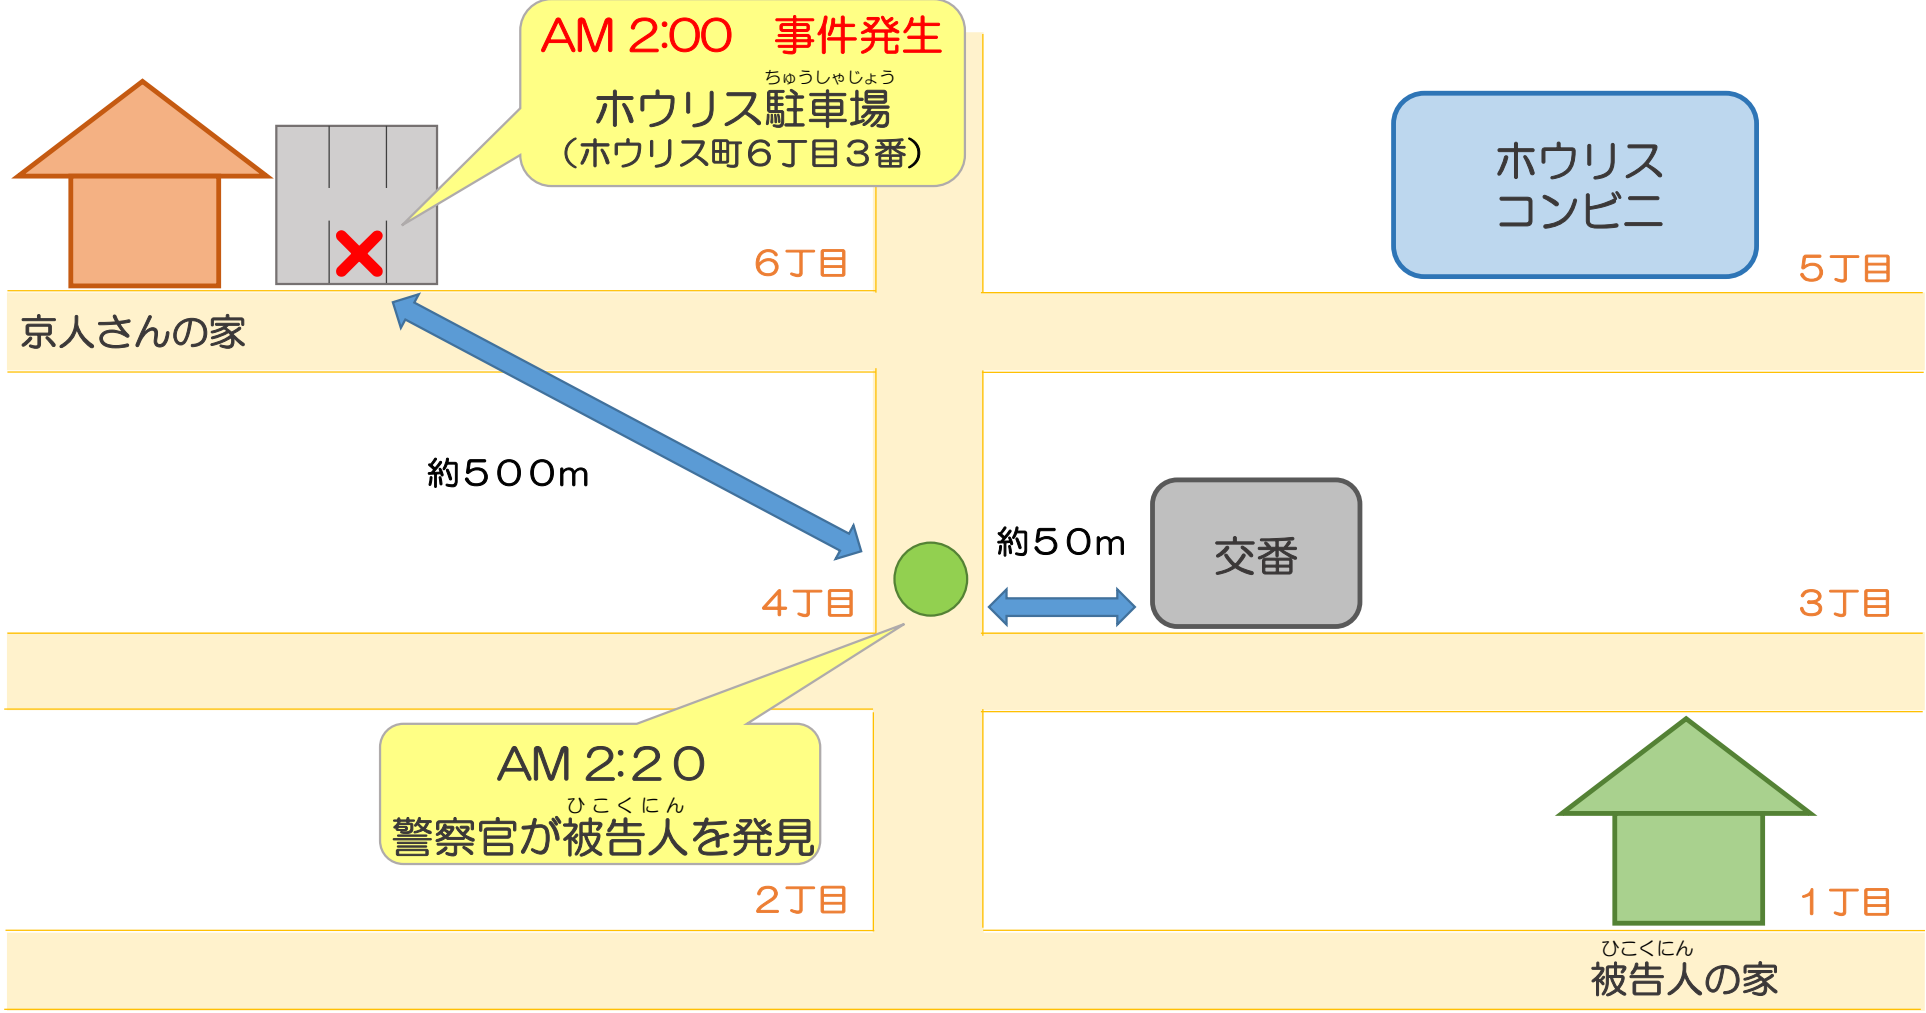 AM 2:00　事件発生
ちゅうしゃじょう
ホウリス駐車場
（ホウリス町６丁目３番）
ホウリス
コンビニ
６丁目
５丁目
京人さんの家
約５００ｍ
約５０ｍ
交番
４丁目
３丁目
AM 2:２０
ひこくにん
警察官が被告人を発見
２丁目
１丁目
ひこくにん
被告人の家